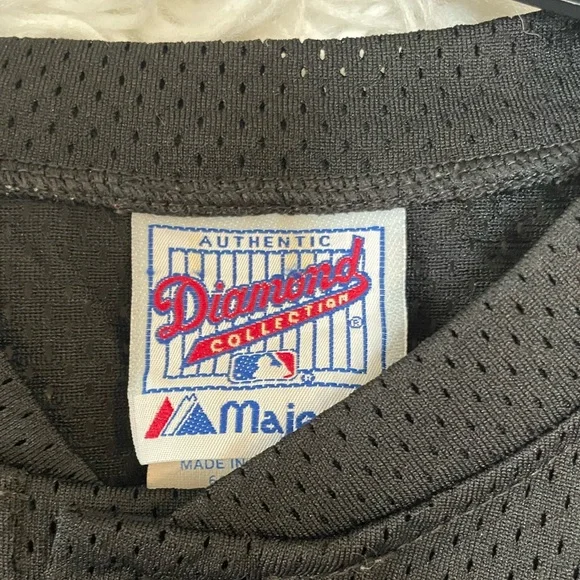 AUTHENTIC
Diamond
COLLECTION
®
Maje
MADE IN